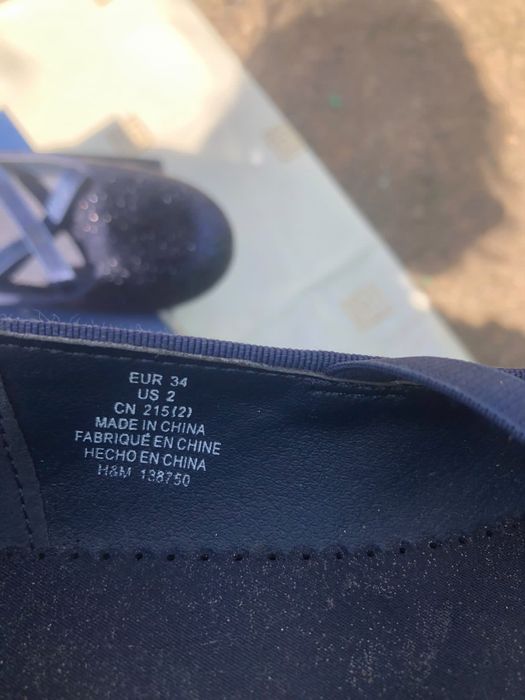 EUR 34
US 2
CN 215(2)
MADE IN CHINA
FABRIQUÉ EN CHINE
HECHO EN CHINA
H&M 138750